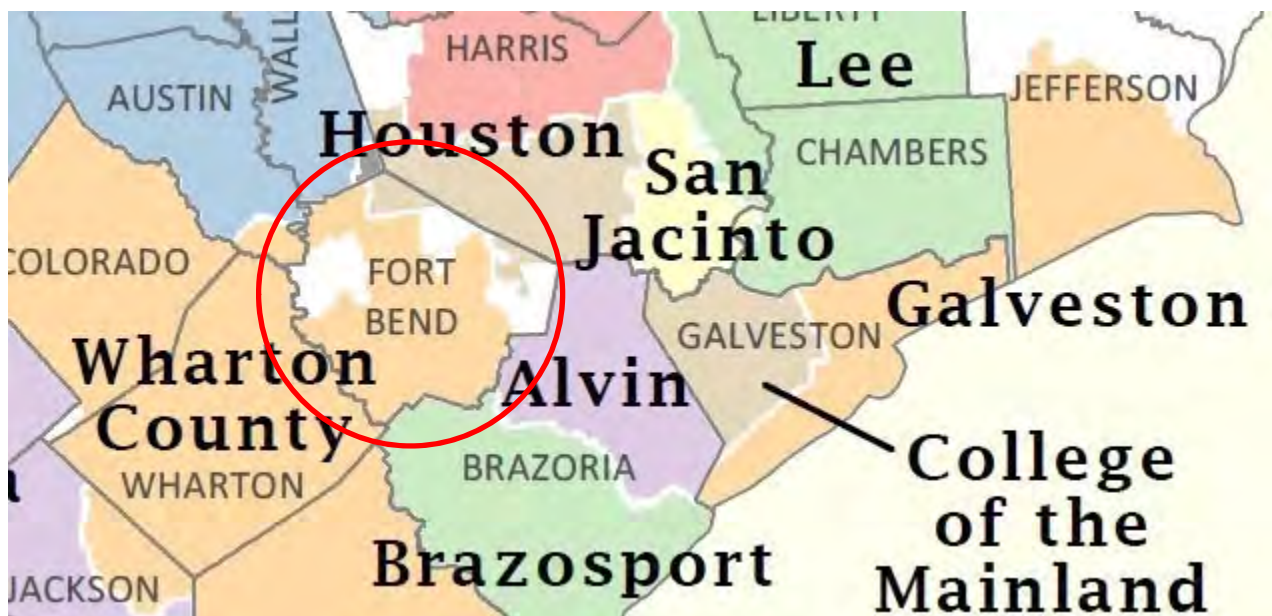 LIBERTY
HARRIS
WALL
Lee
JEFFERSON
AUSTIN
Houston
CHAMBERS
San
Jacinto
COLORADO
FORT
BEND
Galveston
GALVESTON
Wharton
County
Alvin
WHARTON
BRAZORIA
College
of the
Mainland
Brazosport
JACKSON
a